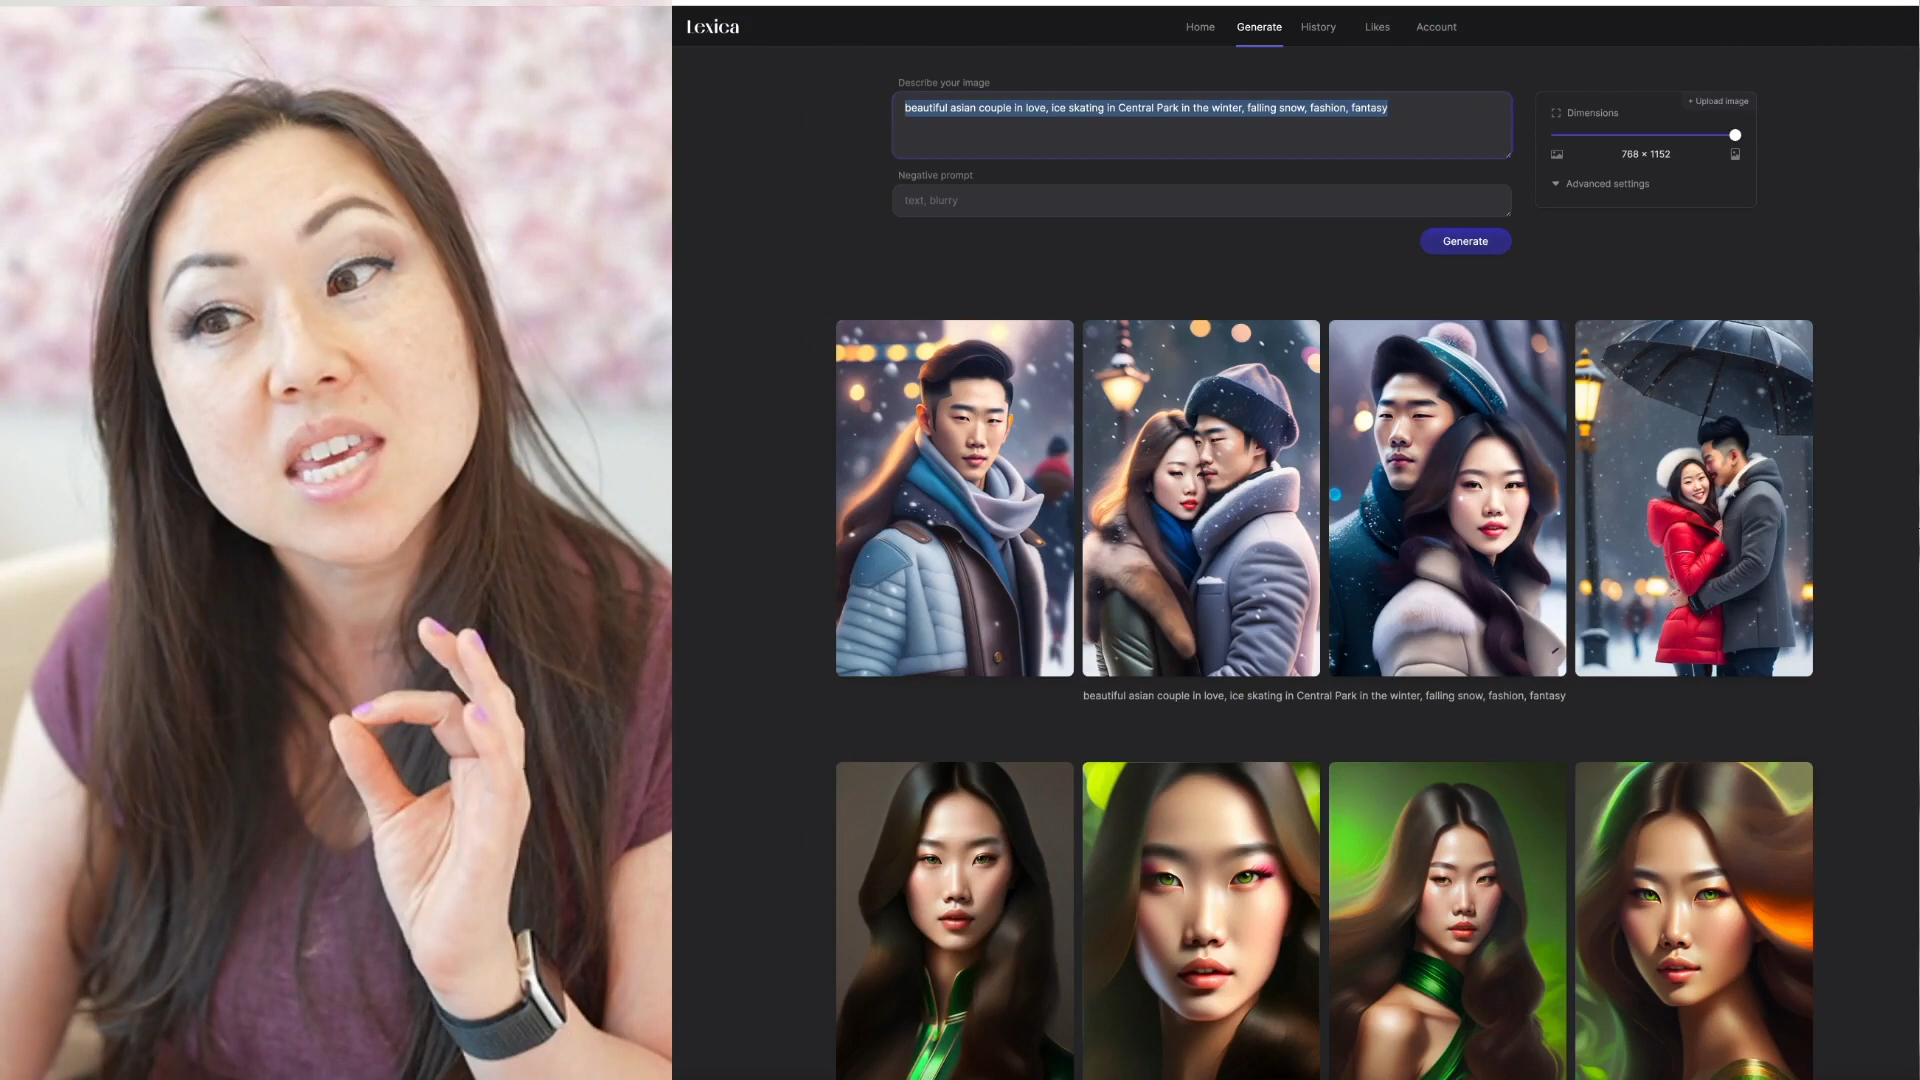 Lexica
Home Generate History Likes Account
Describe your image
beautiful asian couple in love, ice skating in Central Park in the winter, falling snow, fashion, fantasy
+ Upload image
Dimensions
768 × 1152
Advanced settings
Negative prompt
text, blurry
Generate
beautiful asian couple in love, ice skating in Central Park in the winter, falling snow, fashion, fantasy